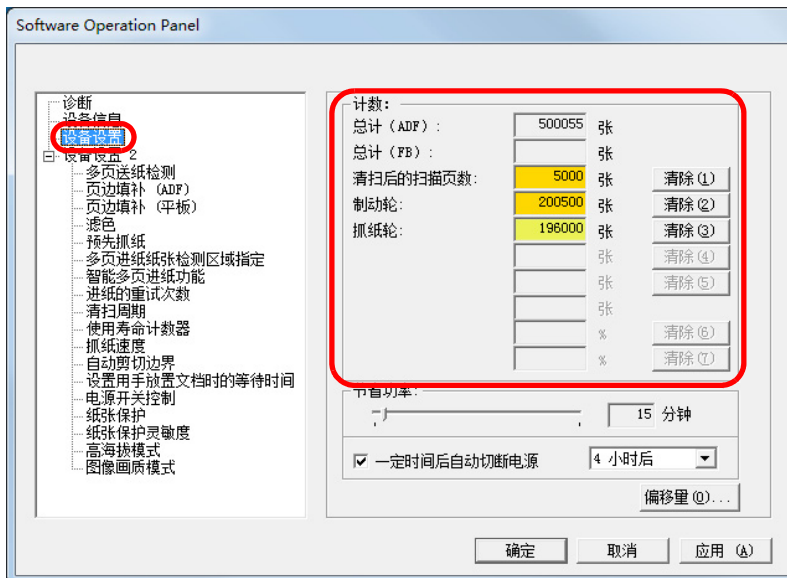 Software Operation Panel
诊断
设备信息
设备设置
设备设置 2
多页送纸检测
页边填补 (ADF)
页边填补 (平板)
滤色
预先抓纸
多页进纸纸张检测区域指定
智能多页进纸功能
进纸的重试次数
清扫周期
使用寿命计数器
抓纸速度
自动剪切边界
设置用手放置文档时的等待时间
电源开关控制
纸张保护
纸张保护灵敏度
高海拔模式
图像画质模式
计数:
总计 (ADF) : 500055 张
总计 (FB) : 张
清扫后的扫描页数: 5000 张 清除(1)
制动轮: 200500 张 清除(2)
抓纸轮: 196000 张 清除(3)
张 清除(4)
张 清除(5)
张
% 清除(6)
% 清除(7)
节省功率:
15 分钟
一定时间后自动切断电源 4 小时后
偏移量(O)...
确定 取消 应用 (A)